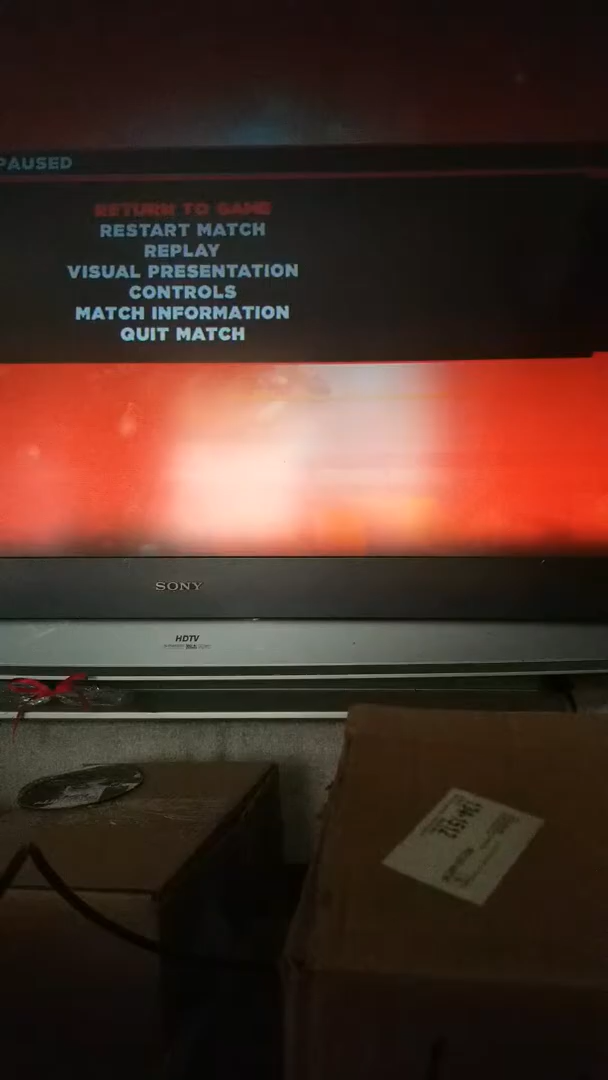 PAUSED
RETURN TO GAME
RESTART MATCH
REPLAY
VISUAL PRESENTATION
CONTROLS
MATCH INFORMATION
QUIT MATCH
SONY
HDTV